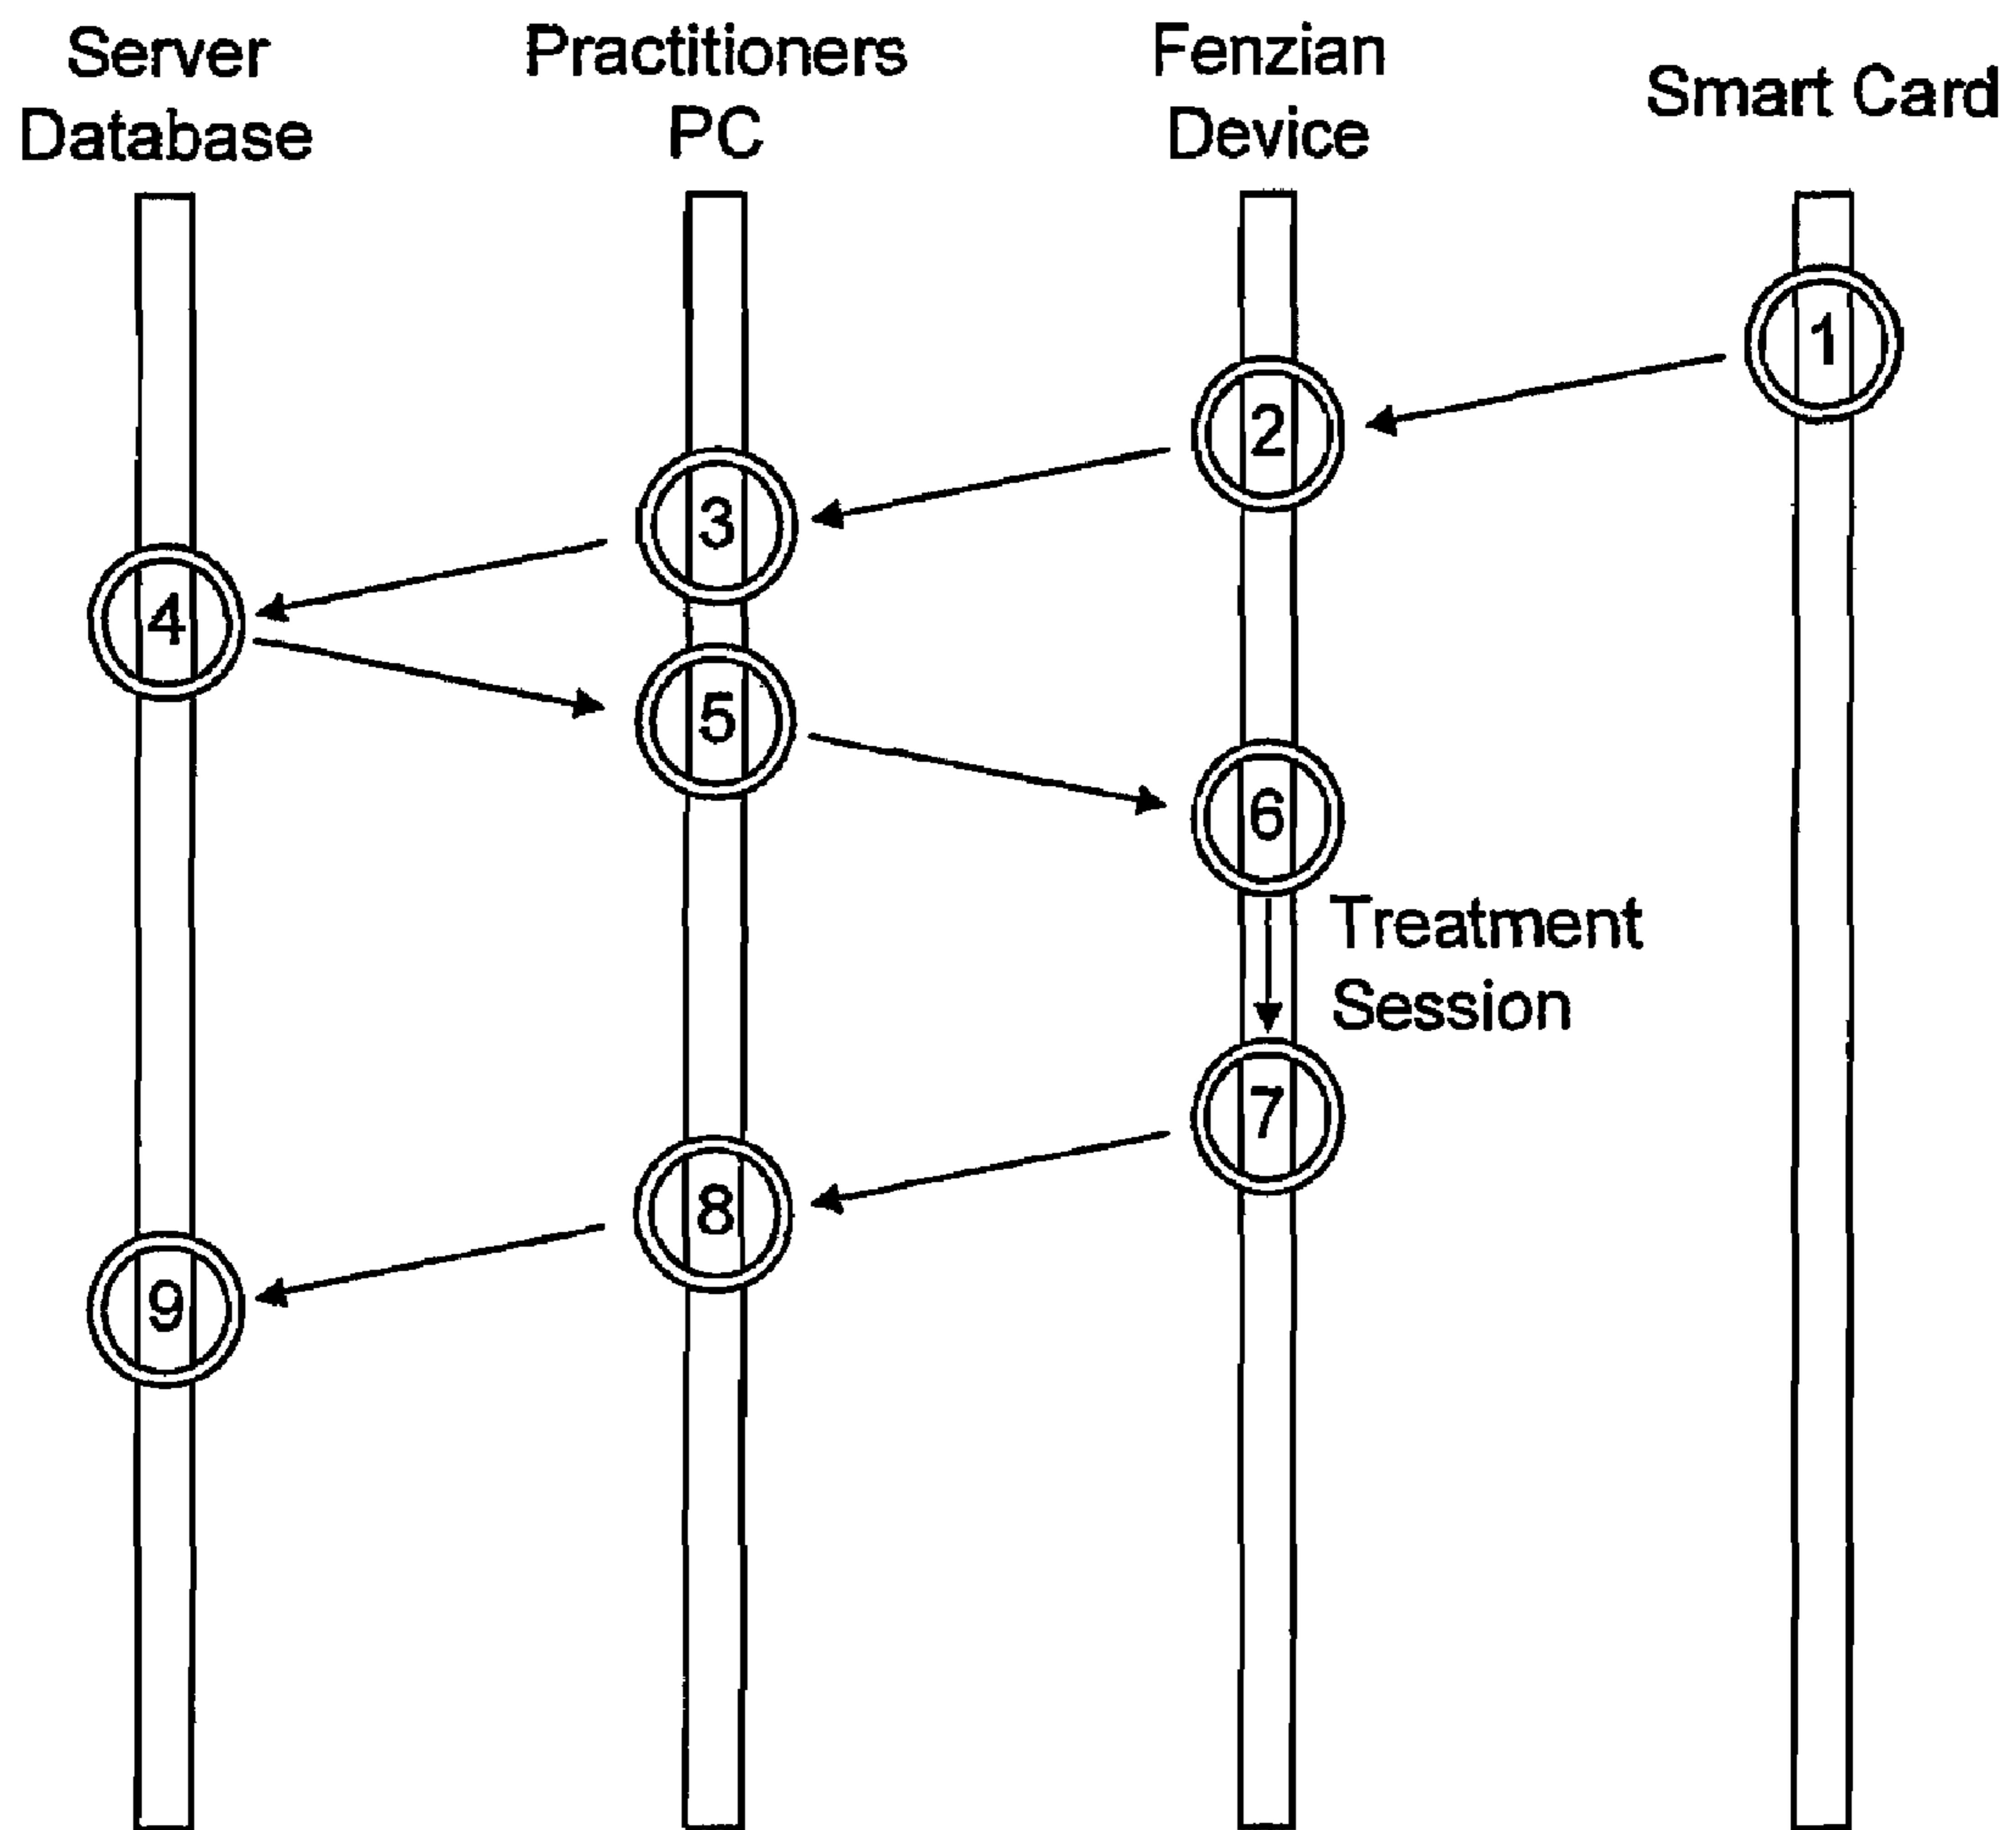 Server
Database
Practitioners
PC
Fenzian
Device
Smart Card
1
2
3
4
5
6
Treatment
Session
7
8
9